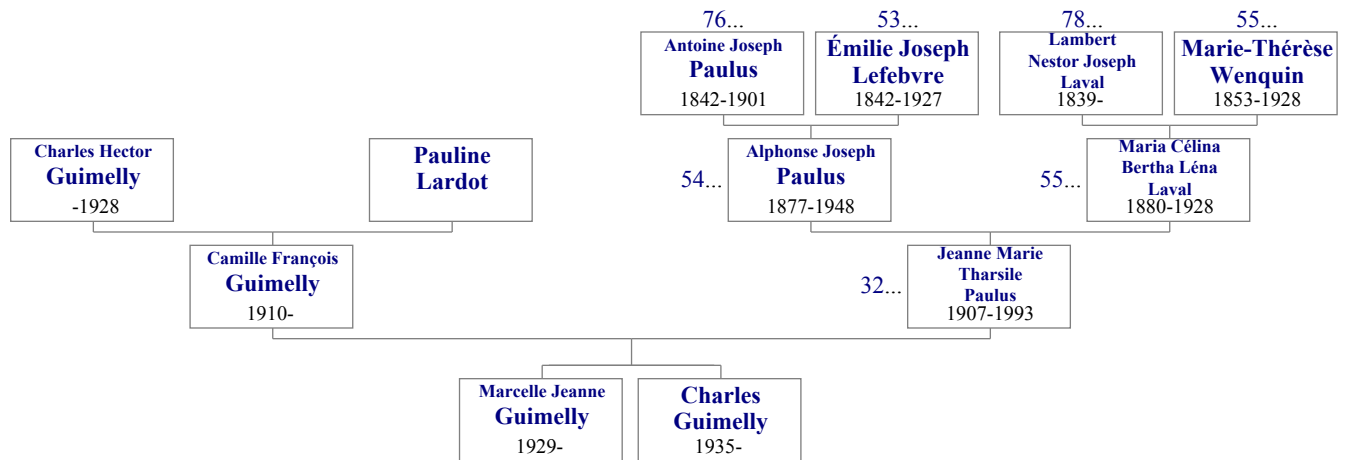 76...
53...
78...
55...
Antoine Joseph
Paulus
1842-1901
Émilie Joseph
Lefebvre
1842-1927
Lambert
Nestor Joseph
Laval
1839-
Marie-Thérèse
Wenquin
1853-1928
Charles Hector
Guimelly
-1928
Pauline
Lardot
54...
Alphonse Joseph
Paulus
1877-1948
55...
Maria Célina
Bertha Léna
Laval
1880-1928
Camille François
Guimelly
1910-
32...
Jeanne Marie
Tharsile
Paulus
1907-1993
Marcelle Jeanne
Guimelly
1929-
Charles
Guimelly
1935-